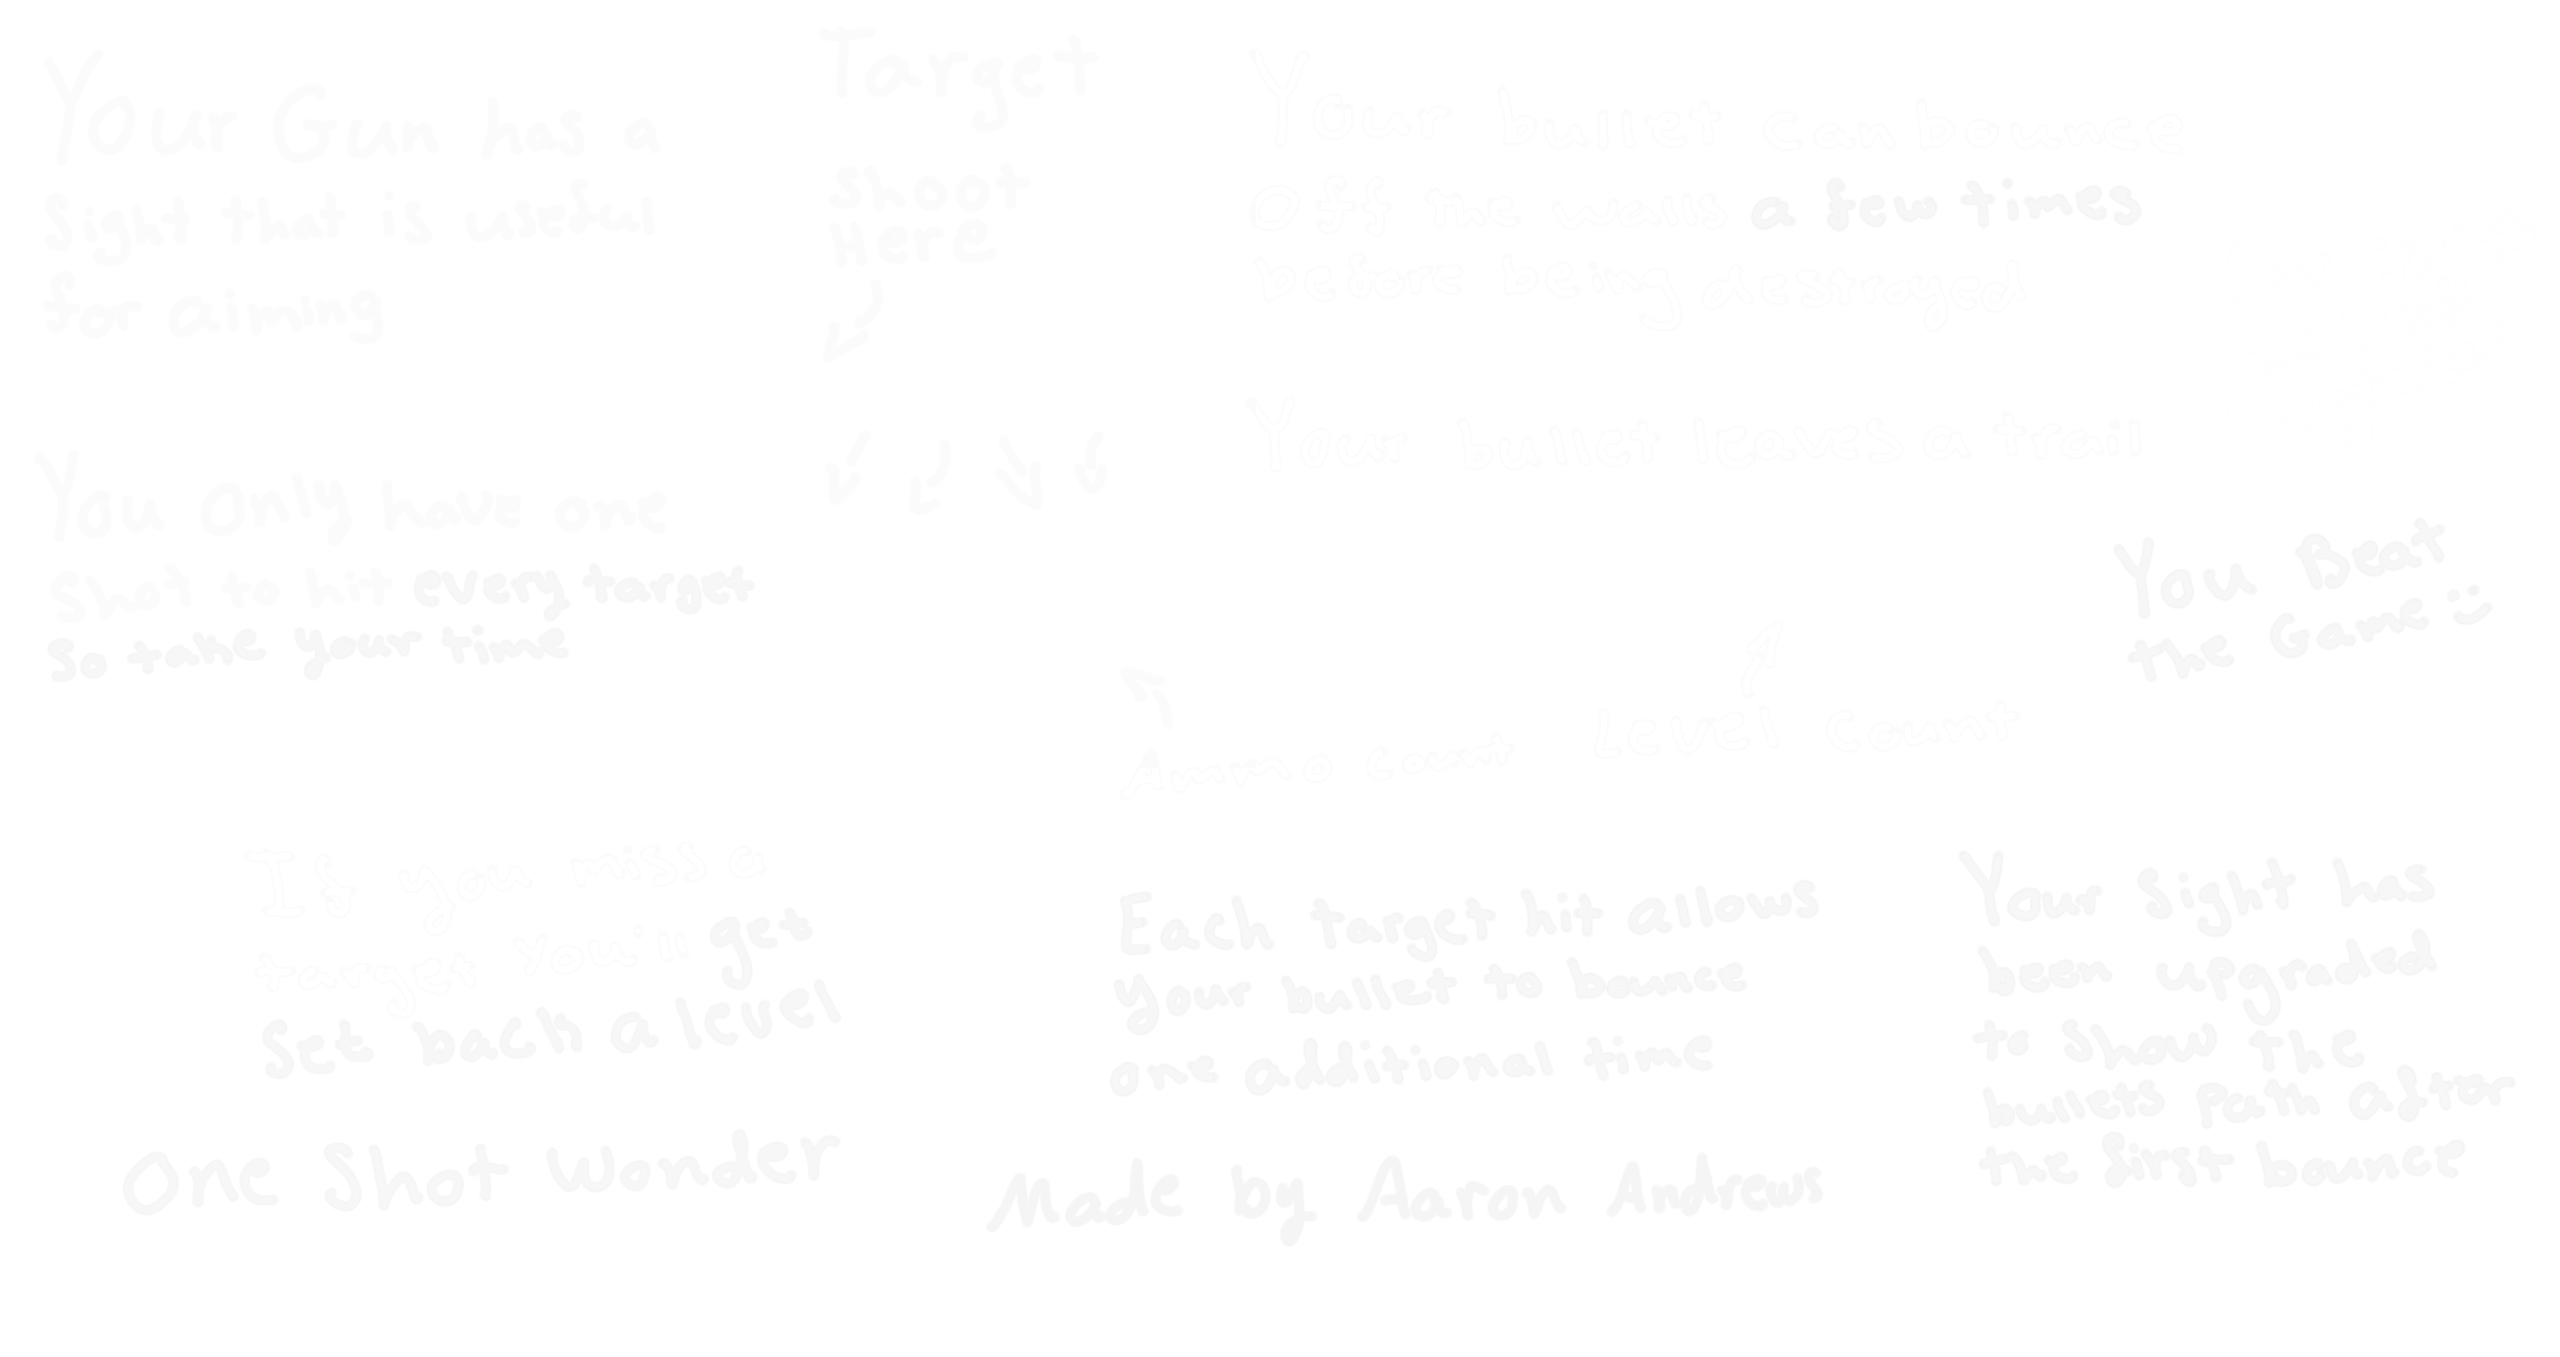 Your Gun has a
Sight that is useful
for aiming
Target
Shoot
Here
Your bullet can bounce
Off the walls a few times
before being destroyed
Your bullet leaves a trail
You Only have one
Shot to hit every target
So take your time
You Beat
the Game :)
Ammo Count
Level Count
If you miss a
target you'll get
Set back a level
Each target hit allows
your bullet to bounce
one additional time
Your Sight has
been upgraded
to Show the
bullets Path after
the first bounce
One Shot Wonder
Made by Aaron Andrews